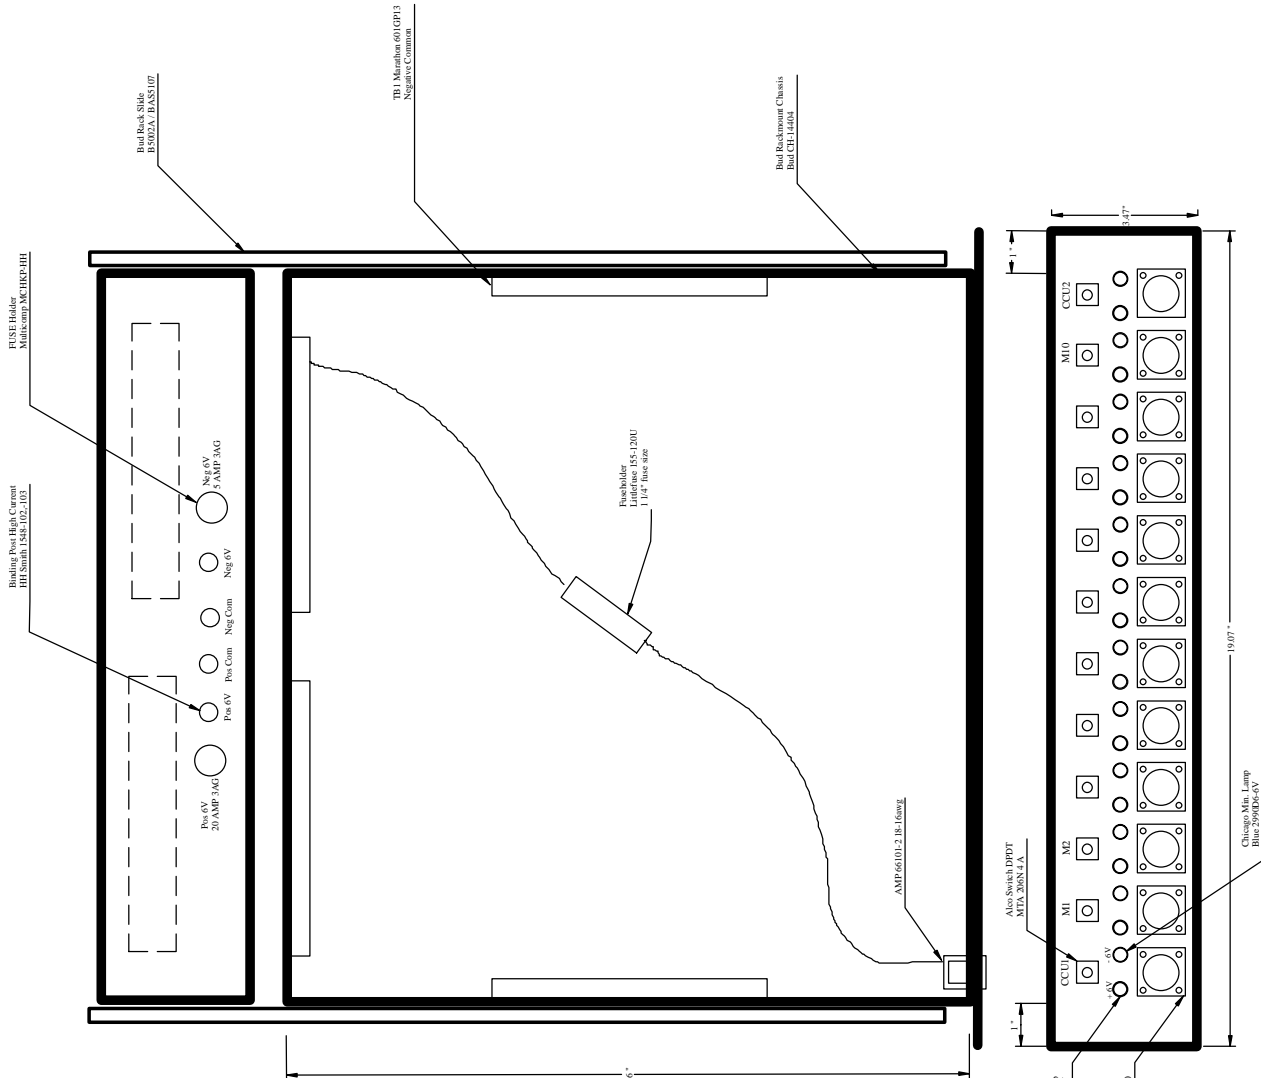 Bud Rack Slide
B5002A / BAS5107
TB1 Marathon 601GP13
Negative Common
Bud Rackmount Chassis
Bud CH-14404
FUSE Holder
Multicomp MCHKP-HH
Binding Post High Current
HH Smith 1548-102,-103
Neg 6V
5 AMP 3AG
Neg 6V
Neg Com
Pos Com
Pos 6V
Pos 6V
20 AMP 3AG
Fuseholder
Littlefuse 155-120U
1 1/4" fuse size
AMP 66101-2 18-16awg
Alco Switch DPDT
MTA 206N 4 A
Chicago Min. Lamp
Blue 2990D6-6V
3.47"
1 "
CCU2
M10
M2
M1
CCU1
- 6V
+ 6V
19.07 "
1 "